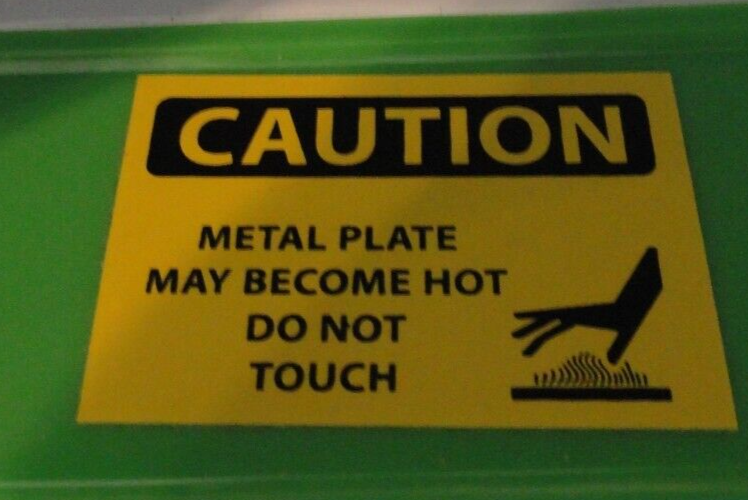 CAUTION
METAL PLATE
MAY BECOME HOT
DO NOT
TOUCH